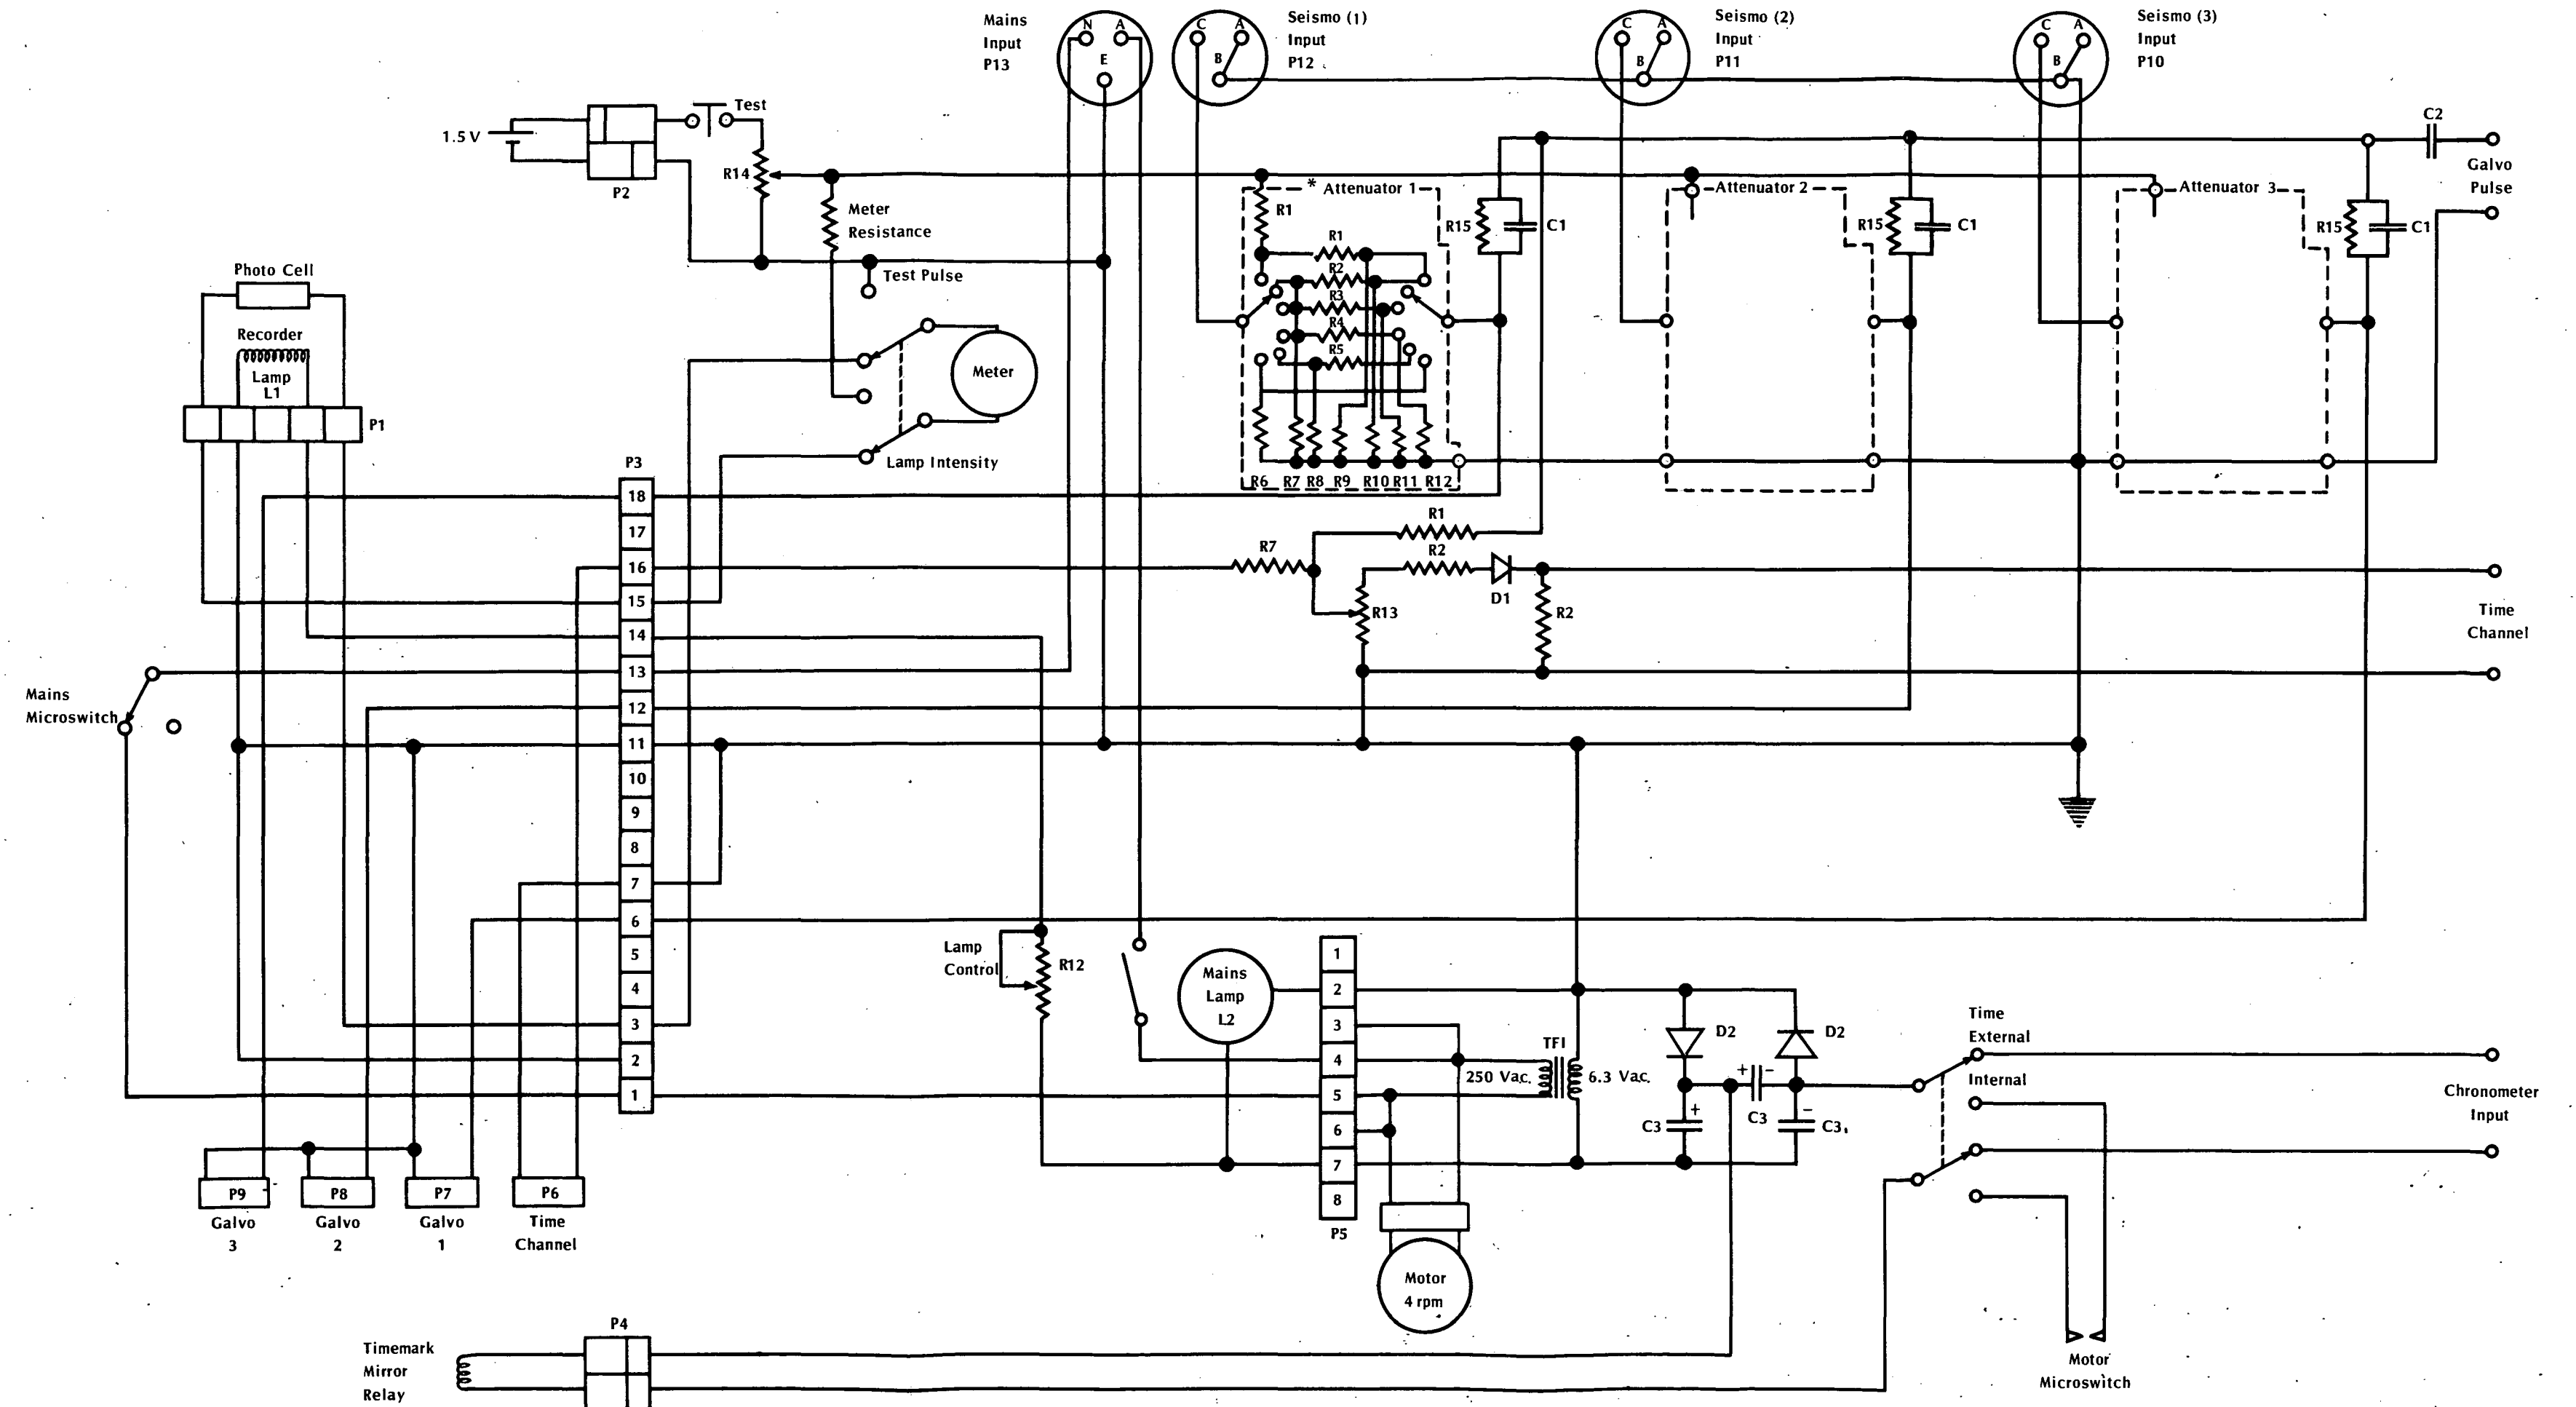 Mains
Input
P13
N A
E
C A
B
Seismo (1)
Input
P12
C A
B
Seismo (2)
Input
P11
C A
B
Seismo (3)
Input
P10
1.5 V
P2
Test
R14
Meter
Resistance
Test Pulse
Meter
Lamp Intensity
* Attenuator 1
R1
R1
R2
R3
R4
R5
R6 R7 R8 R9 R10 R11 R12
R15
C1
Attenuator 2
R15
C1
Attenuator 3
R15
C1
C2
Galvo
Pulse
Photo Cell
Recorder
Lamp
L1
P1
P3
18
17
16
15
14
13
12
11
10
9
8
7
6
5
4
3
2
1
R7
R1
R2
D1
R13
R2
Time
Channel
Mains
Microswitch
Lamp
Control
R12
Mains
Lamp
L2
1
2
3
4
5
6
7
8
P5
TF1
250 Vac.
6.3 Vac.
D2
D2
+ -
C3
+
C3
-
C3
Time
External
Internal
Chronometer
Input
P9
Galvo
3
P8
Galvo
2
P7
Galvo
1
P6
Time
Channel
Motor
4 rpm
Motor
Microswitch
P4
Timemark
Mirror
Relay